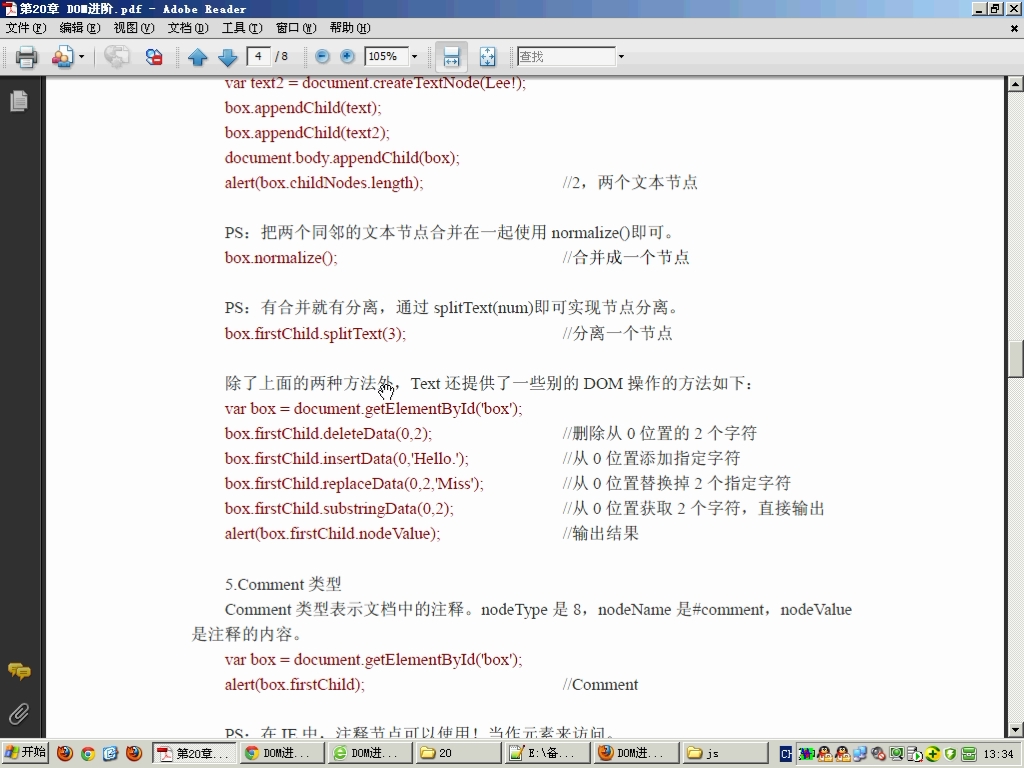 第20章 DOM进阶.pdf - Adobe Reader
文件(F) 编辑(E) 视图(V) 文档(D) 工具(T) 窗口(W) 帮助(H)
4 / 8 105% 查找
var text2 = document.createTextNode(Lee!);
box.appendChild(text);
box.appendChild(text2);
document.body.appendChild(box);
alert(box.childNodes.length); //2，两个文本节点
PS：把两个同邻的文本节点合并在一起使用 normalize()即可。
box.normalize(); //合并成一个节点
PS：有合并就有分离，通过 splitText(num)即可实现节点分离。
box.firstChild.splitText(3); //分离一个节点
除了上面的两种方法外，Text 还提供了一些别的 DOM 操作的方法如下：
var box = document.getElementById('box');
box.firstChild.deleteData(0,2); //删除从 0 位置的 2 个字符
box.firstChild.insertData(0,'Hello.'); //从 0 位置添加指定字符
box.firstChild.replaceData(0,2,'Miss'); //从 0 位置替换掉 2 个指定字符
box.firstChild.substringData(0,2); //从 0 位置获取 2 个字符，直接输出
alert(box.firstChild.nodeValue); //输出结果
5.Comment 类型
Comment 类型表示文档中的注释。nodeType 是 8，nodeName 是#comment，nodeValue
是注释的内容。
var box = document.getElementById('box');
alert(box.firstChild); //Comment
PS：在 IE 中，注释节点可以使用！当作元素来访问。
开始 第20章... DOM进... DOM进... 20 E:\备... DOM进... js CH 13:34